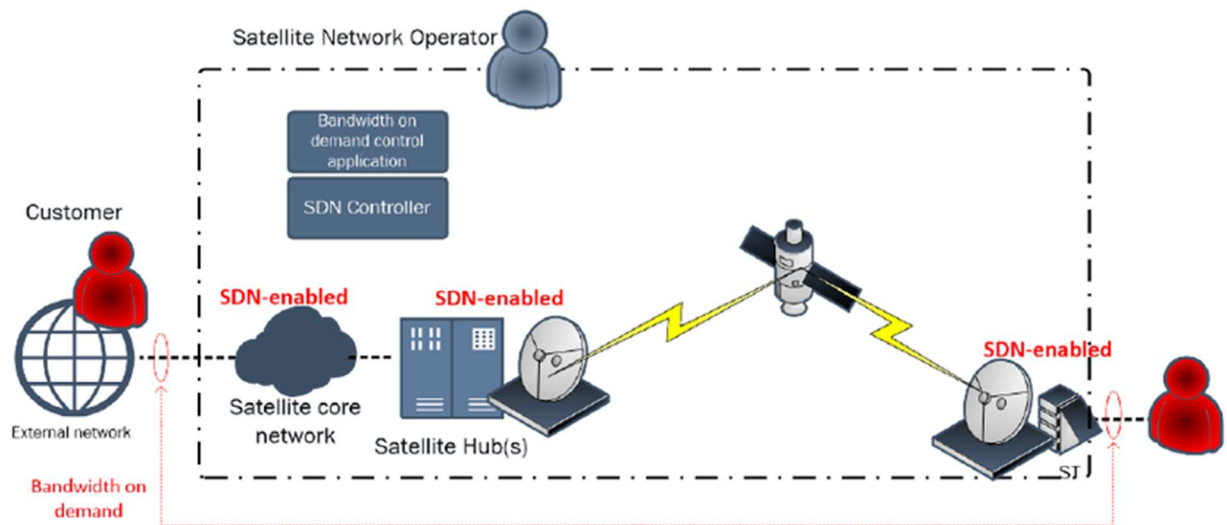 Satellite Network Operator
Bandwidth on
demand control
application
SDN Controller
Customer
SDN-enabled
SDN-enabled
SDN-enabled
External network
Satellite core
network
Satellite Hub(s)
ST
Bandwidth on
demand